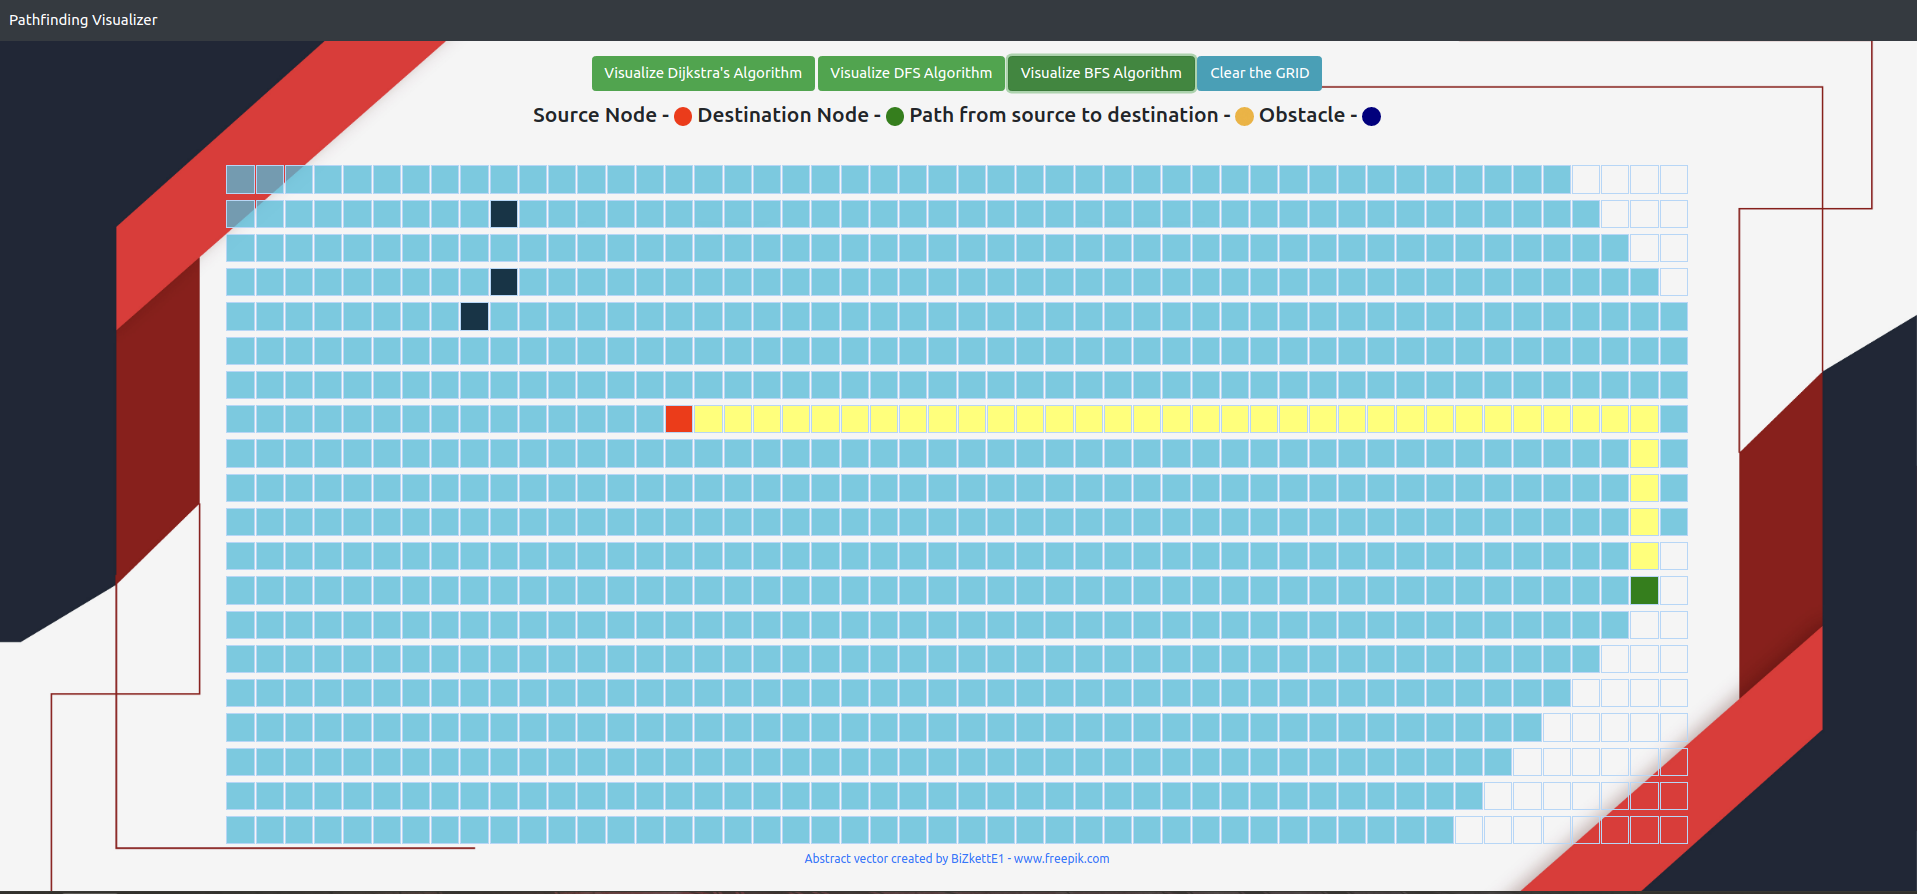 Pathfinding Visualizer
Visualize Dijkstra's Algorithm Visualize DFS Algorithm Visualize BFS Algorithm Clear the GRID
Source Node - Destination Node - Path from source to destination - Obstacle -
Abstract vector created by BiZkettE1 - www.freepik.com